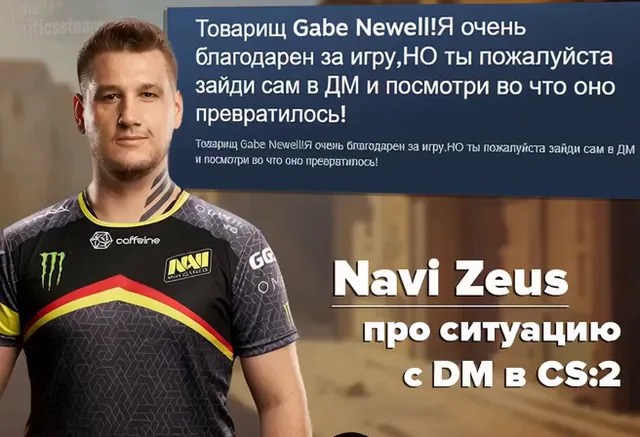 Товарищ Gabe Newell!Я очень
благодарен за игру,НО ты пожалуйста
зайди сам в ДМ и посмотри во что оно
превратилось!
Товарищ Gabe Newell!Я очень благодарен за игру,НО ты пожалуйста зайди сам в ДМ
и посмотри во что оно превратилось!
caffeine
NAVI
GG
Navi Zeus
про ситуацию
с DM в CS:2